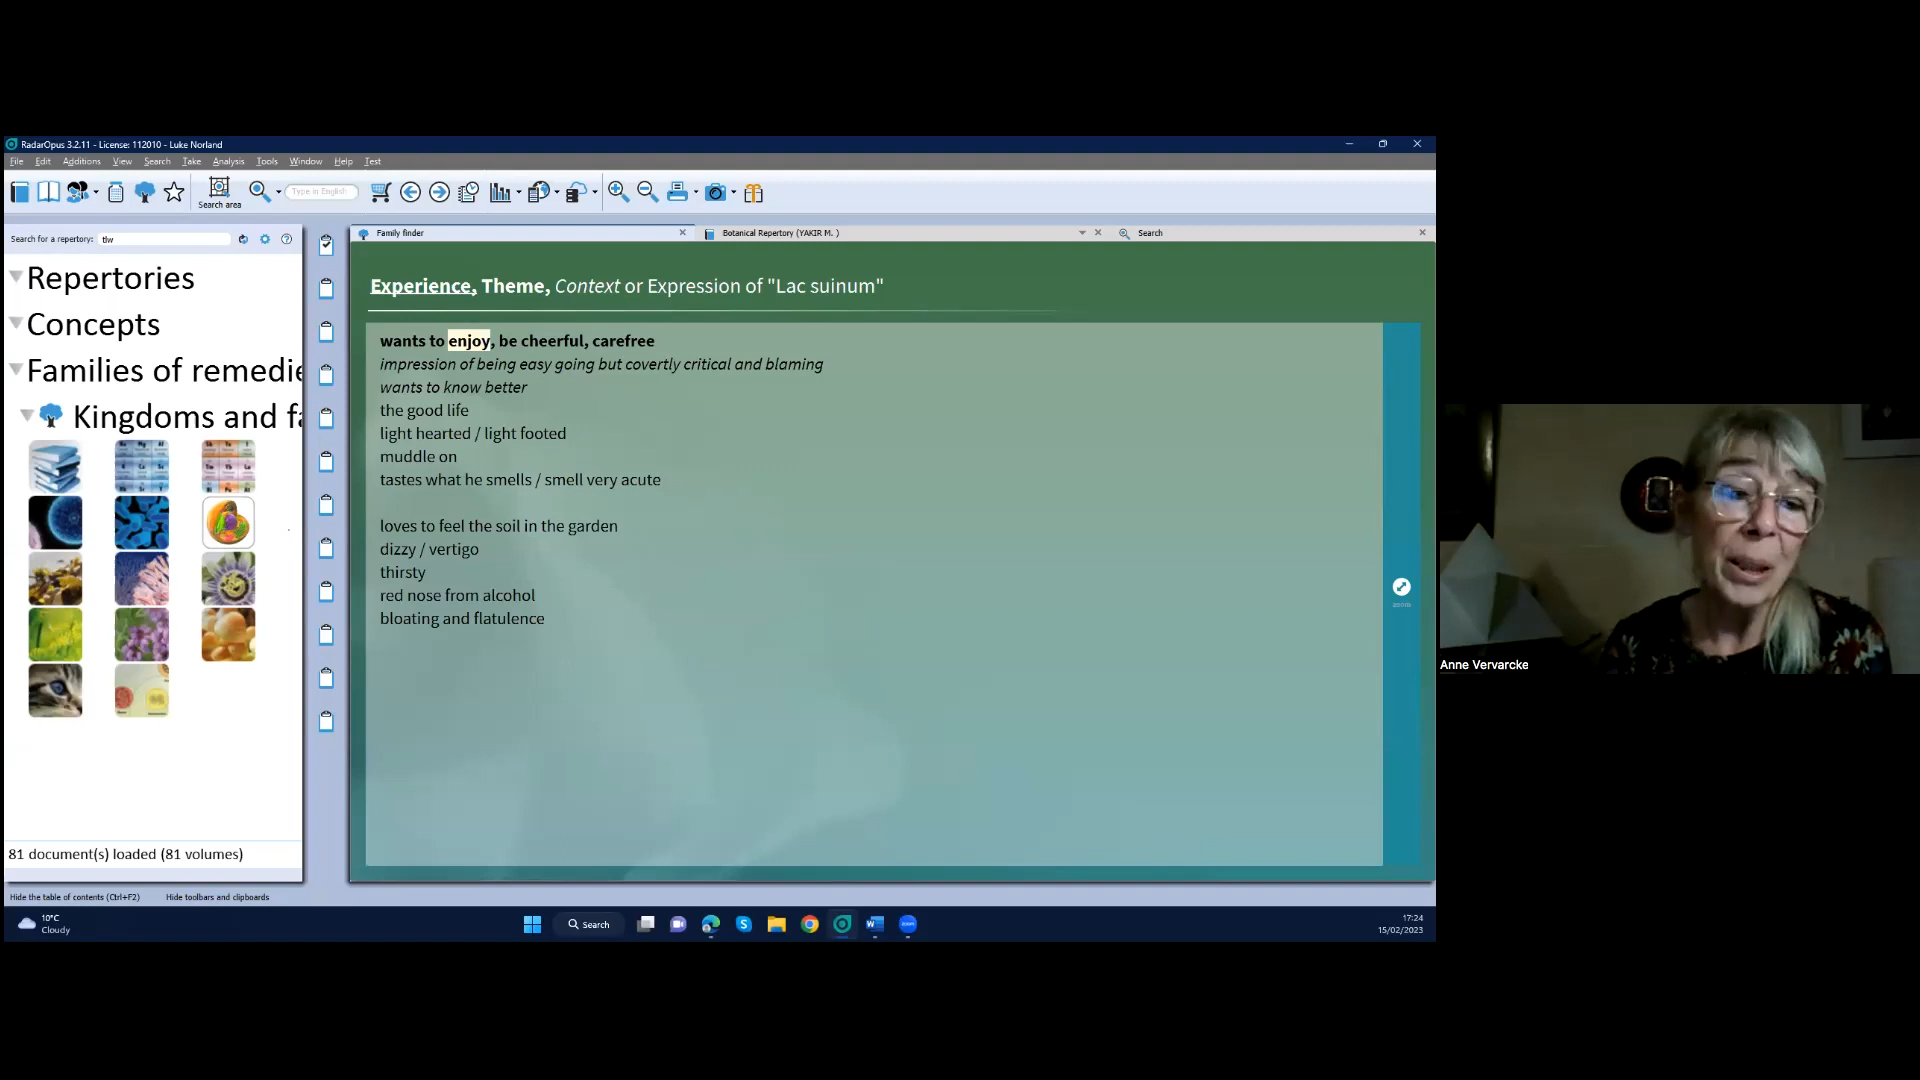 RadarOpus 3.2.11 - License: 112010 - Luke Norland
File Edit Additions View Search Take Analysis Tools Window Help Test
Type in English
Search area
Search for a repertory: tlw
Family finder
Botanical Repertory (YAKIR M. )
Search
Repertories
Concepts
Families of remedie
Kingdoms and fa
Experience, Theme, Context or Expression of "Lac suinum"
wants to enjoy, be cheerful, carefree
impression of being easy going but covertly critical and blaming
wants to know better
the good life
light hearted / light footed
muddle on
tastes what he smells / smell very acute
loves to feel the soil in the garden
dizzy / vertigo
thirsty
red nose from alcohol
bloating and flatulence
zoom
Anne Vervarcke
81 document(s) loaded (81 volumes)
Hide the table of contents (Ctrl+F2) Hide toolbars and clipboards
10°C
Cloudy
Search
17:24
15/02/2023